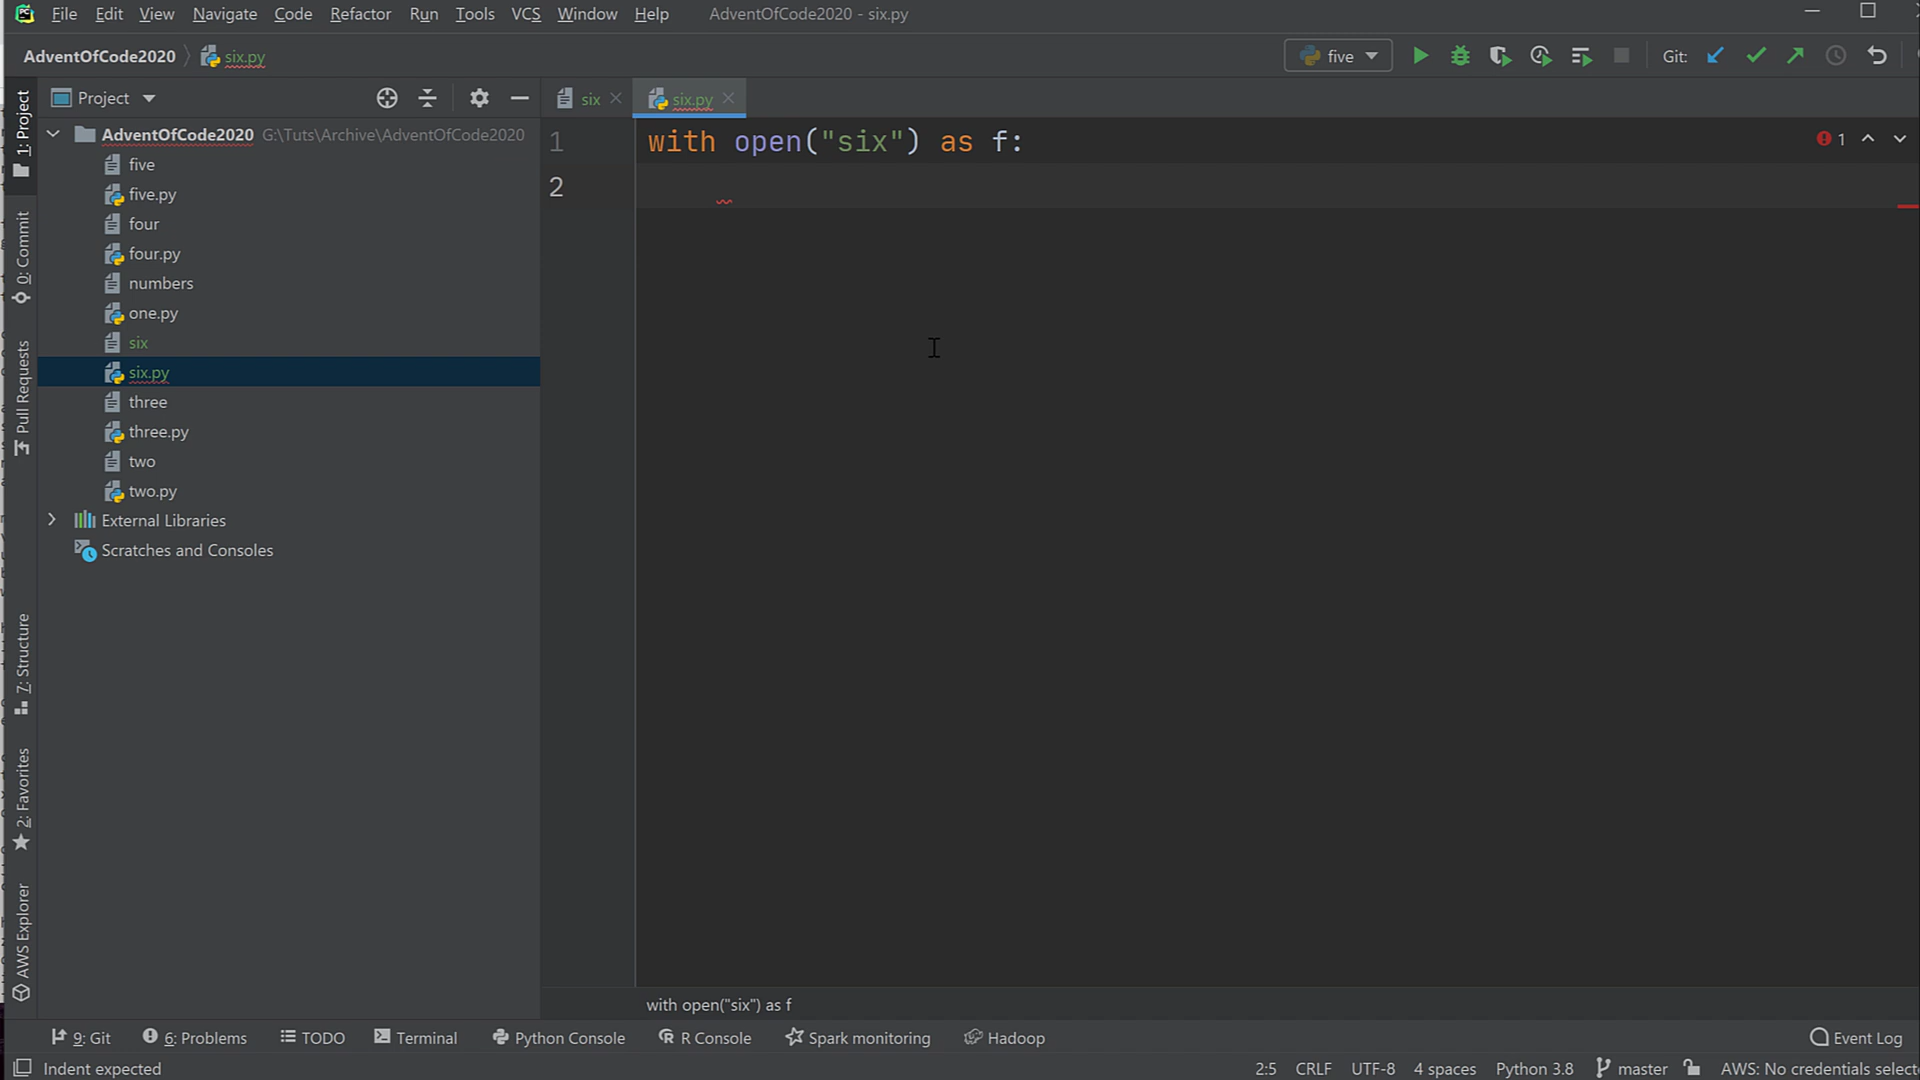 File Edit View Navigate Code Refactor Run Tools VCS Window Help AdventOfCode2020 - six.py
AdventOfCode2020 six.py five Git:
Project six six.py
AdventOfCode2020 G:\Tuts\Archive\AdventOfCode2020
five
five.py
four
four.py
numbers
one.py
six
six.py
three
three.py
two
two.py
External Libraries
Scratches and Consoles
1: Project
0: Commit
Pull Requests
7: Structure
2: Favorites
AWS Explorer
1 with open("six") as f:
2
1
with open("six") as f
9: Git 6: Problems TODO Terminal Python Console R Console Spark monitoring Hadoop Event Log
Indent expected 2:5 CRLF UTF-8 4 spaces Python 3.8 master AWS: No credentials select